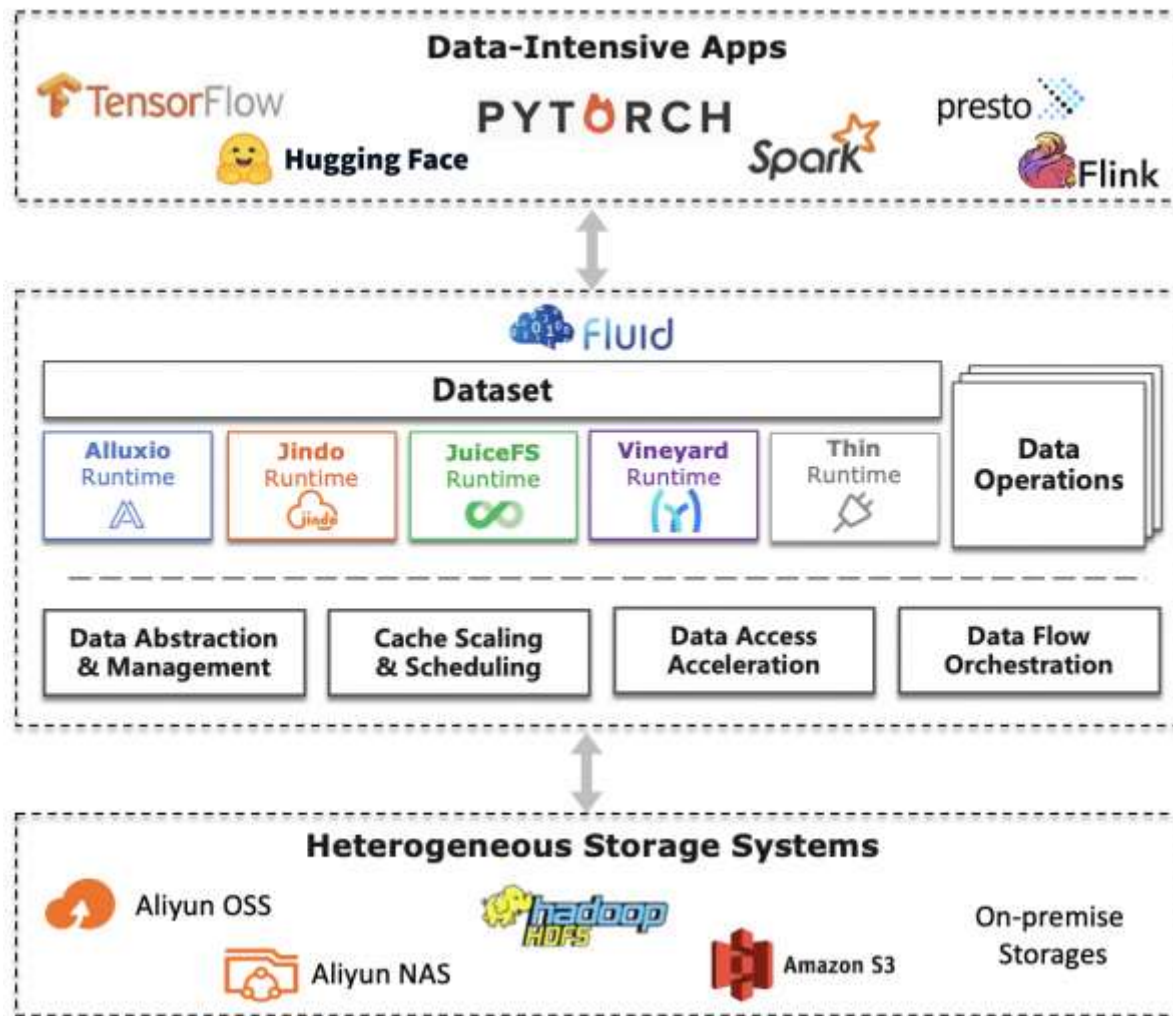 Data-Intensive Apps
TensorFlow
PYTORCH
presto
Hugging Face
Spark
Flink
fluid
Dataset
Alluxio
Runtime
Jindo
Runtime
jindo
JuiceFS
Runtime
Vineyard
Runtime
Thin
Runtime
Data
Operations
Data Abstraction
& Management
Cache Scaling
& Scheduling
Data Access
Acceleration
Data Flow
Orchestration
Heterogeneous Storage Systems
Aliyun OSS
hadoop
HDFS
On-premise
Storages
Aliyun NAS
Amazon S3